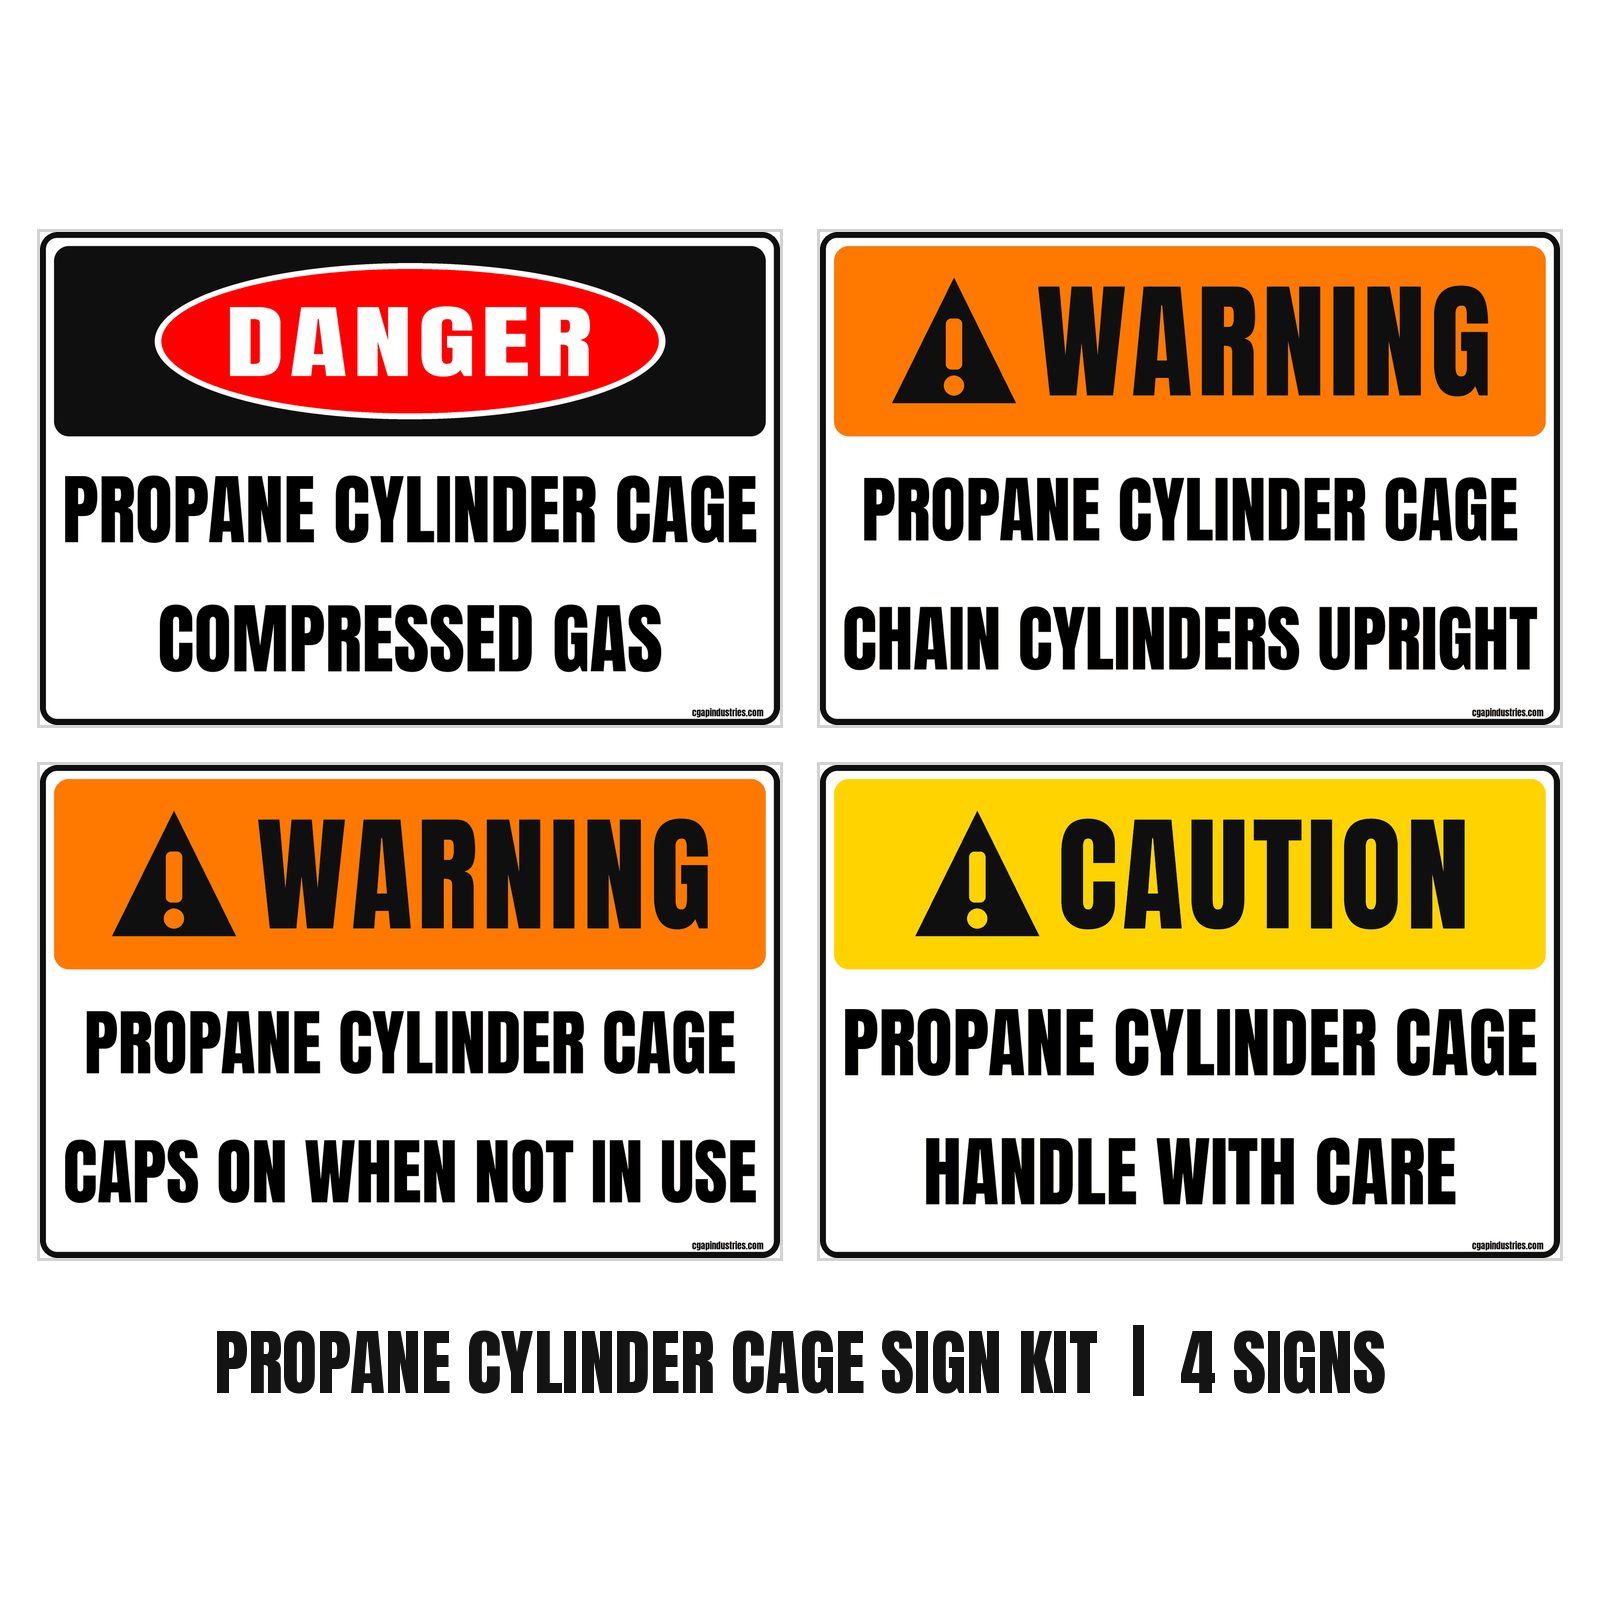 DANGER
PROPANE CYLINDER CAGE
COMPRESSED GAS
cgapindustries.com
WARNING
PROPANE CYLINDER CAGE
CHAIN CYLINDERS UPRIGHT
cgapindustries.com
WARNING
PROPANE CYLINDER CAGE
CAPS ON WHEN NOT IN USE
cgapindustries.com
CAUTION
PROPANE CYLINDER CAGE
HANDLE WITH CARE
cgapindustries.com
PROPANE CYLINDER CAGE SIGN KIT | 4 SIGNS